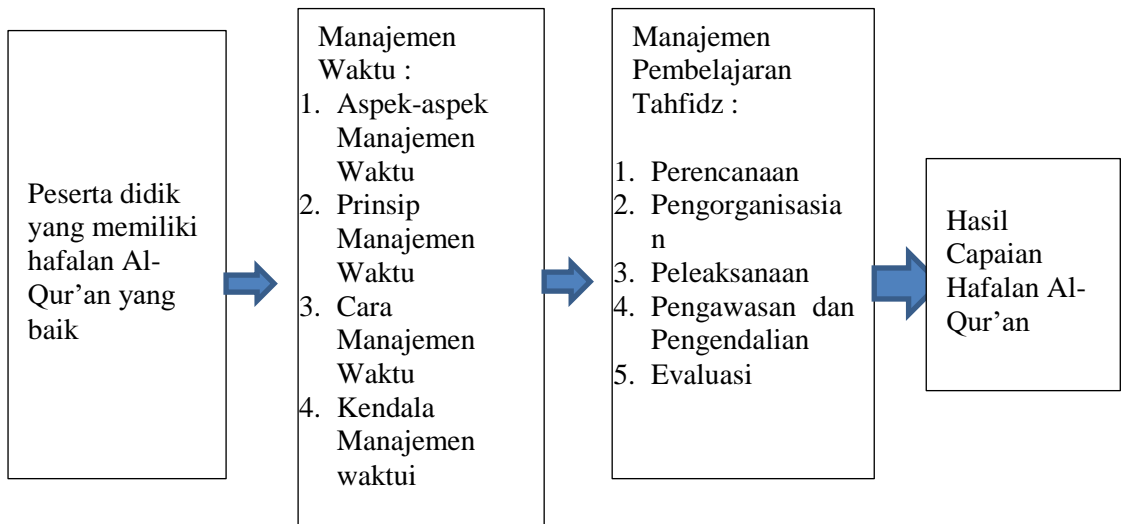 Peserta didik
yang memiliki
hafalan Al-
Qur’an yang
baik
Manajemen
Waktu :
1. Aspek-aspek
Manajemen
Waktu
2. Prinsip
Manajemen
Waktu
3. Cara
Manajemen
Waktu
4. Kendala
Manajemen
waktui
Manajemen
Pembelajaran
Tahfidz :
1. Perencanaan
2. Pengorganisasia
n
3. Peleaksanaan
4. Pengawasan dan
Pengendalian
5. Evaluasi
Hasil
Capaian
Hafalan Al-
Qur’an